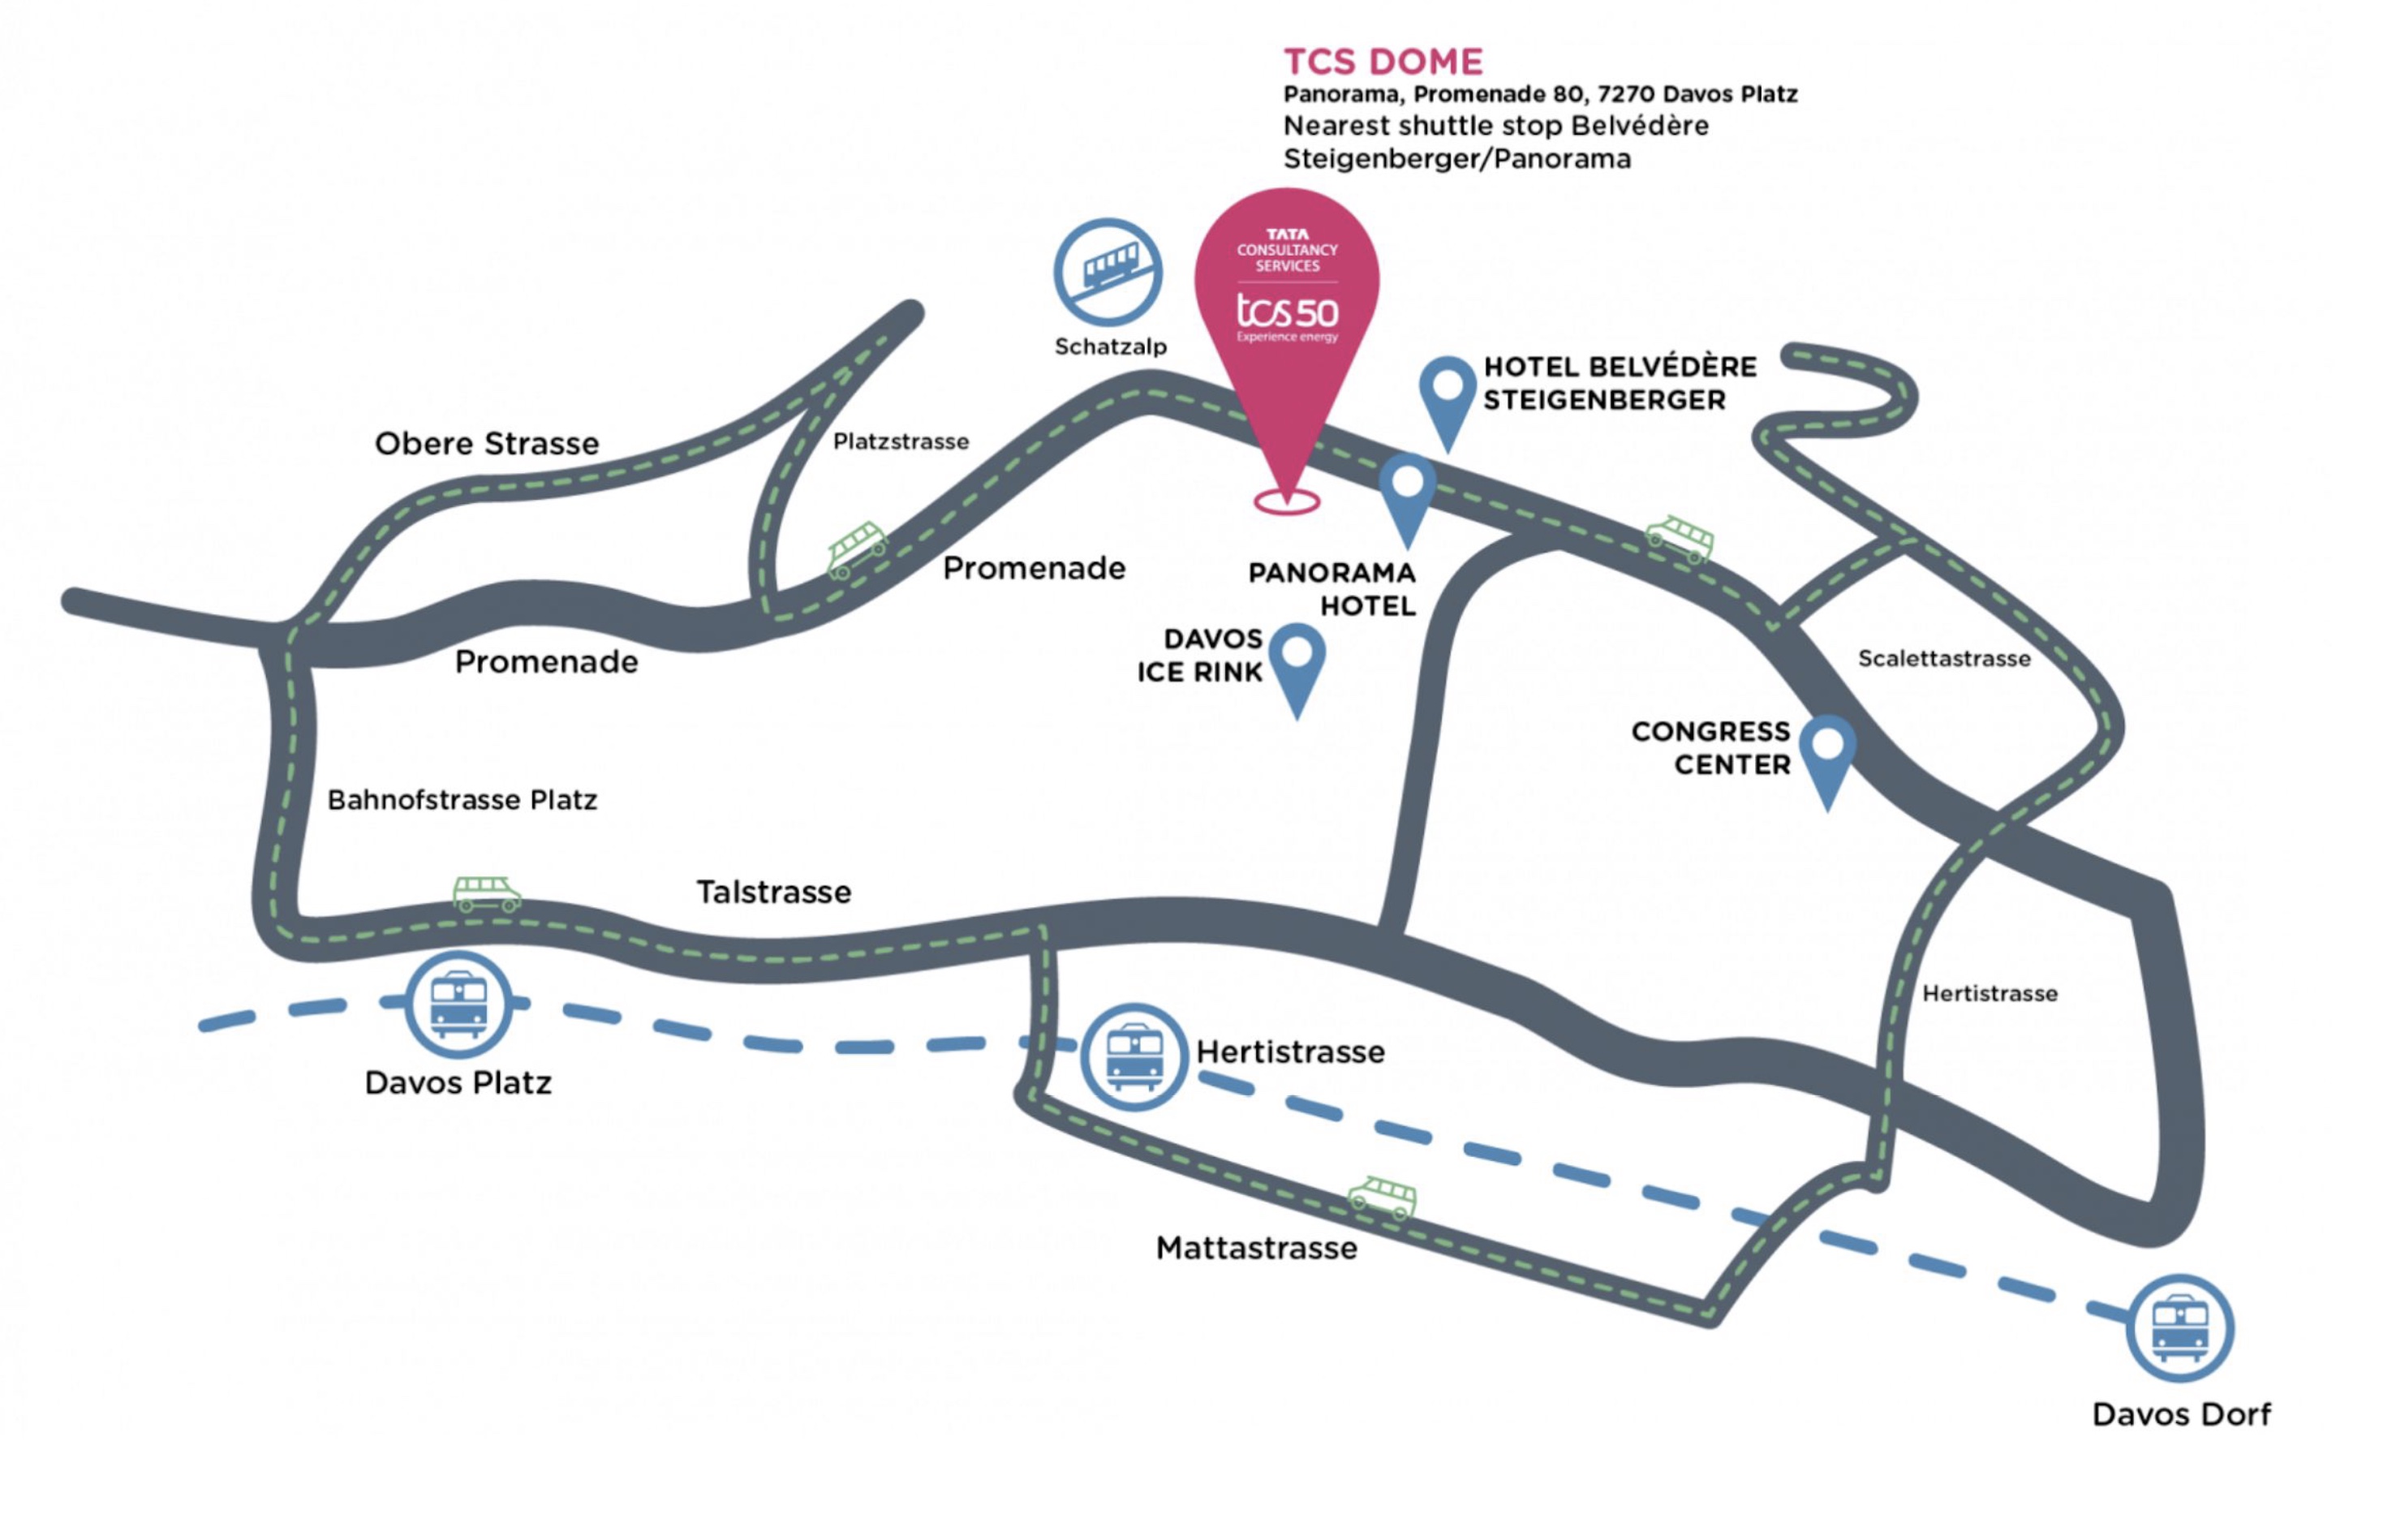 TCS DOME
Panorama, Promenade 80, 7270 Davos Platz
Nearest shuttle stop Belvédère
Steigenberger/Panorama
TATA
CONSULTANCY
SERVICES
tcs 50
Experience energy
Schatzalp
HOTEL BELVÉDÈRE
STEIGENBERGER
Obere Strasse
Platzstrasse
Promenade
PANORAMA
HOTEL
DAVOS
ICE RINK
Promenade
Scalettastrasse
CONGRESS
CENTER
Bahnofstrasse Platz
Talstrasse
Hertistrasse
Hertistrasse
Davos Platz
Mattastrasse
Davos Dorf